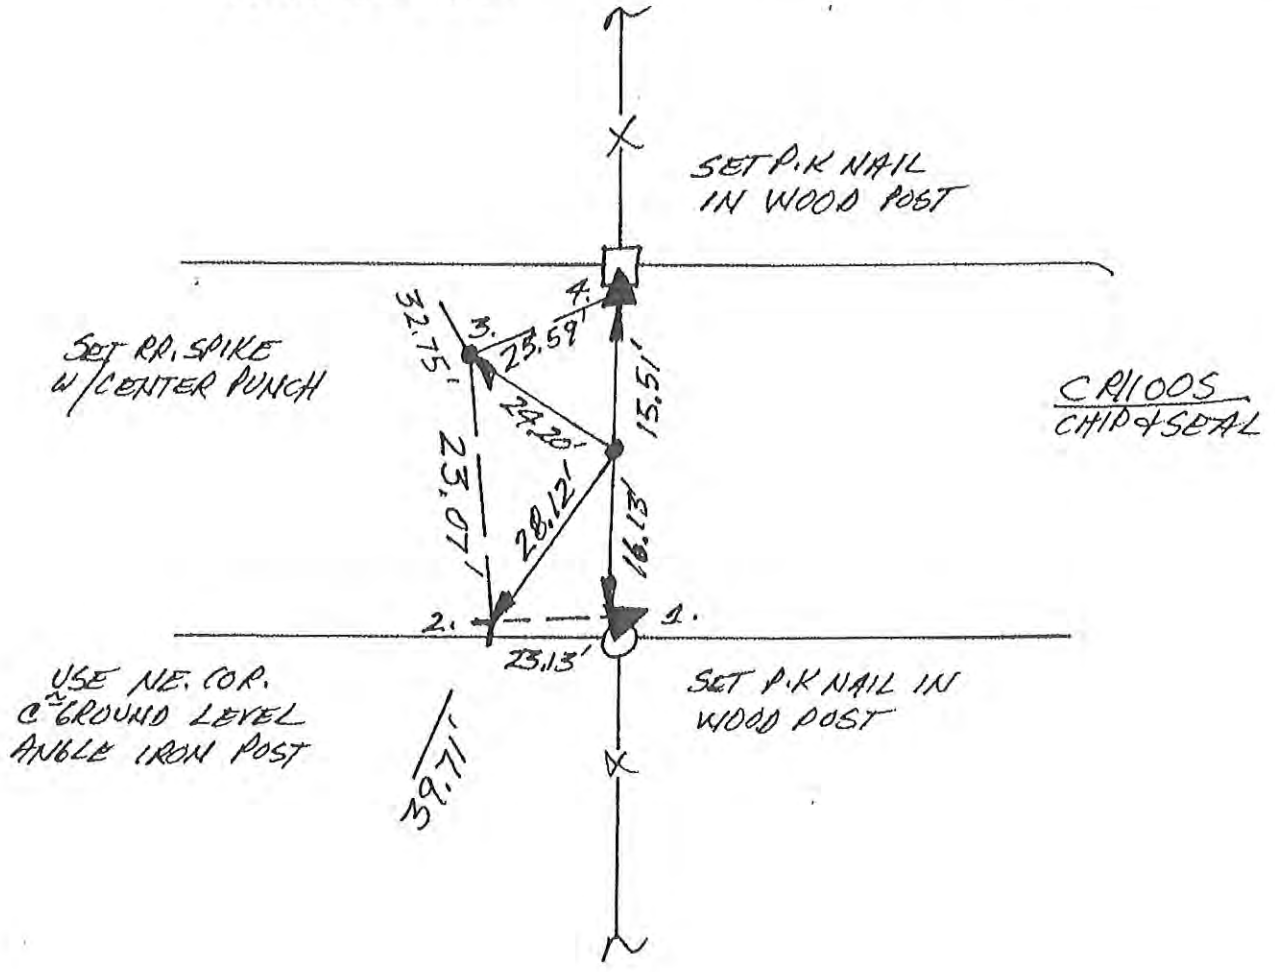 SET P.K NAIL
IN WOOD POST
4.
32.75'
3.
25.59'
SET RR. SPIKE
W/CENTER PUNCH
24.20'
15.51'
CR1100S
CHIP & SEAL
23.07'
28.12'
16.13'
2.
1.
23.13'
USE NE. COR.
@ GROUND LEVEL
ANGLE IRON POST
SET P.K NAIL IN
WOOD POST
39.71'